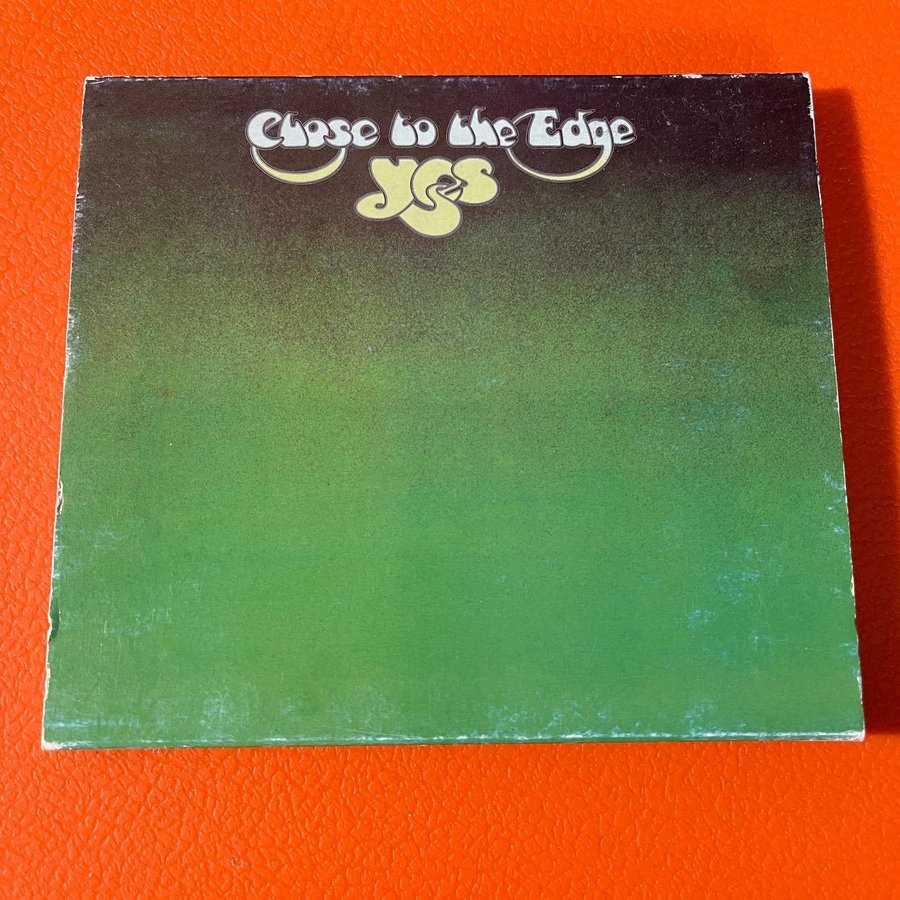 Close to the Edge
Yes